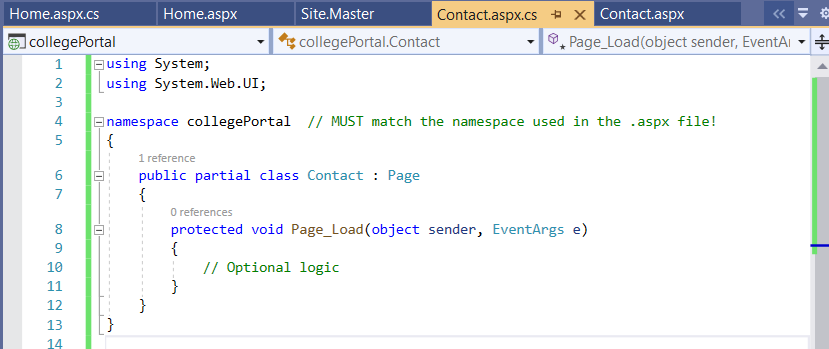 Home.aspx.cs Home.aspx Site.Master Contact.aspx.cs Contact.aspx
collegePortal collegePortal.Contact Page_Load(object sender, EventAr
1 using System;
2 using System.Web.UI;
3
4 namespace collegePortal // MUST match the namespace used in the .aspx file!
5 {
1 reference
6 public partial class Contact : Page
7 {
0 references
8 protected void Page_Load(object sender, EventArgs e)
9 {
10 // Optional logic
11 }
12 }
13 }
14